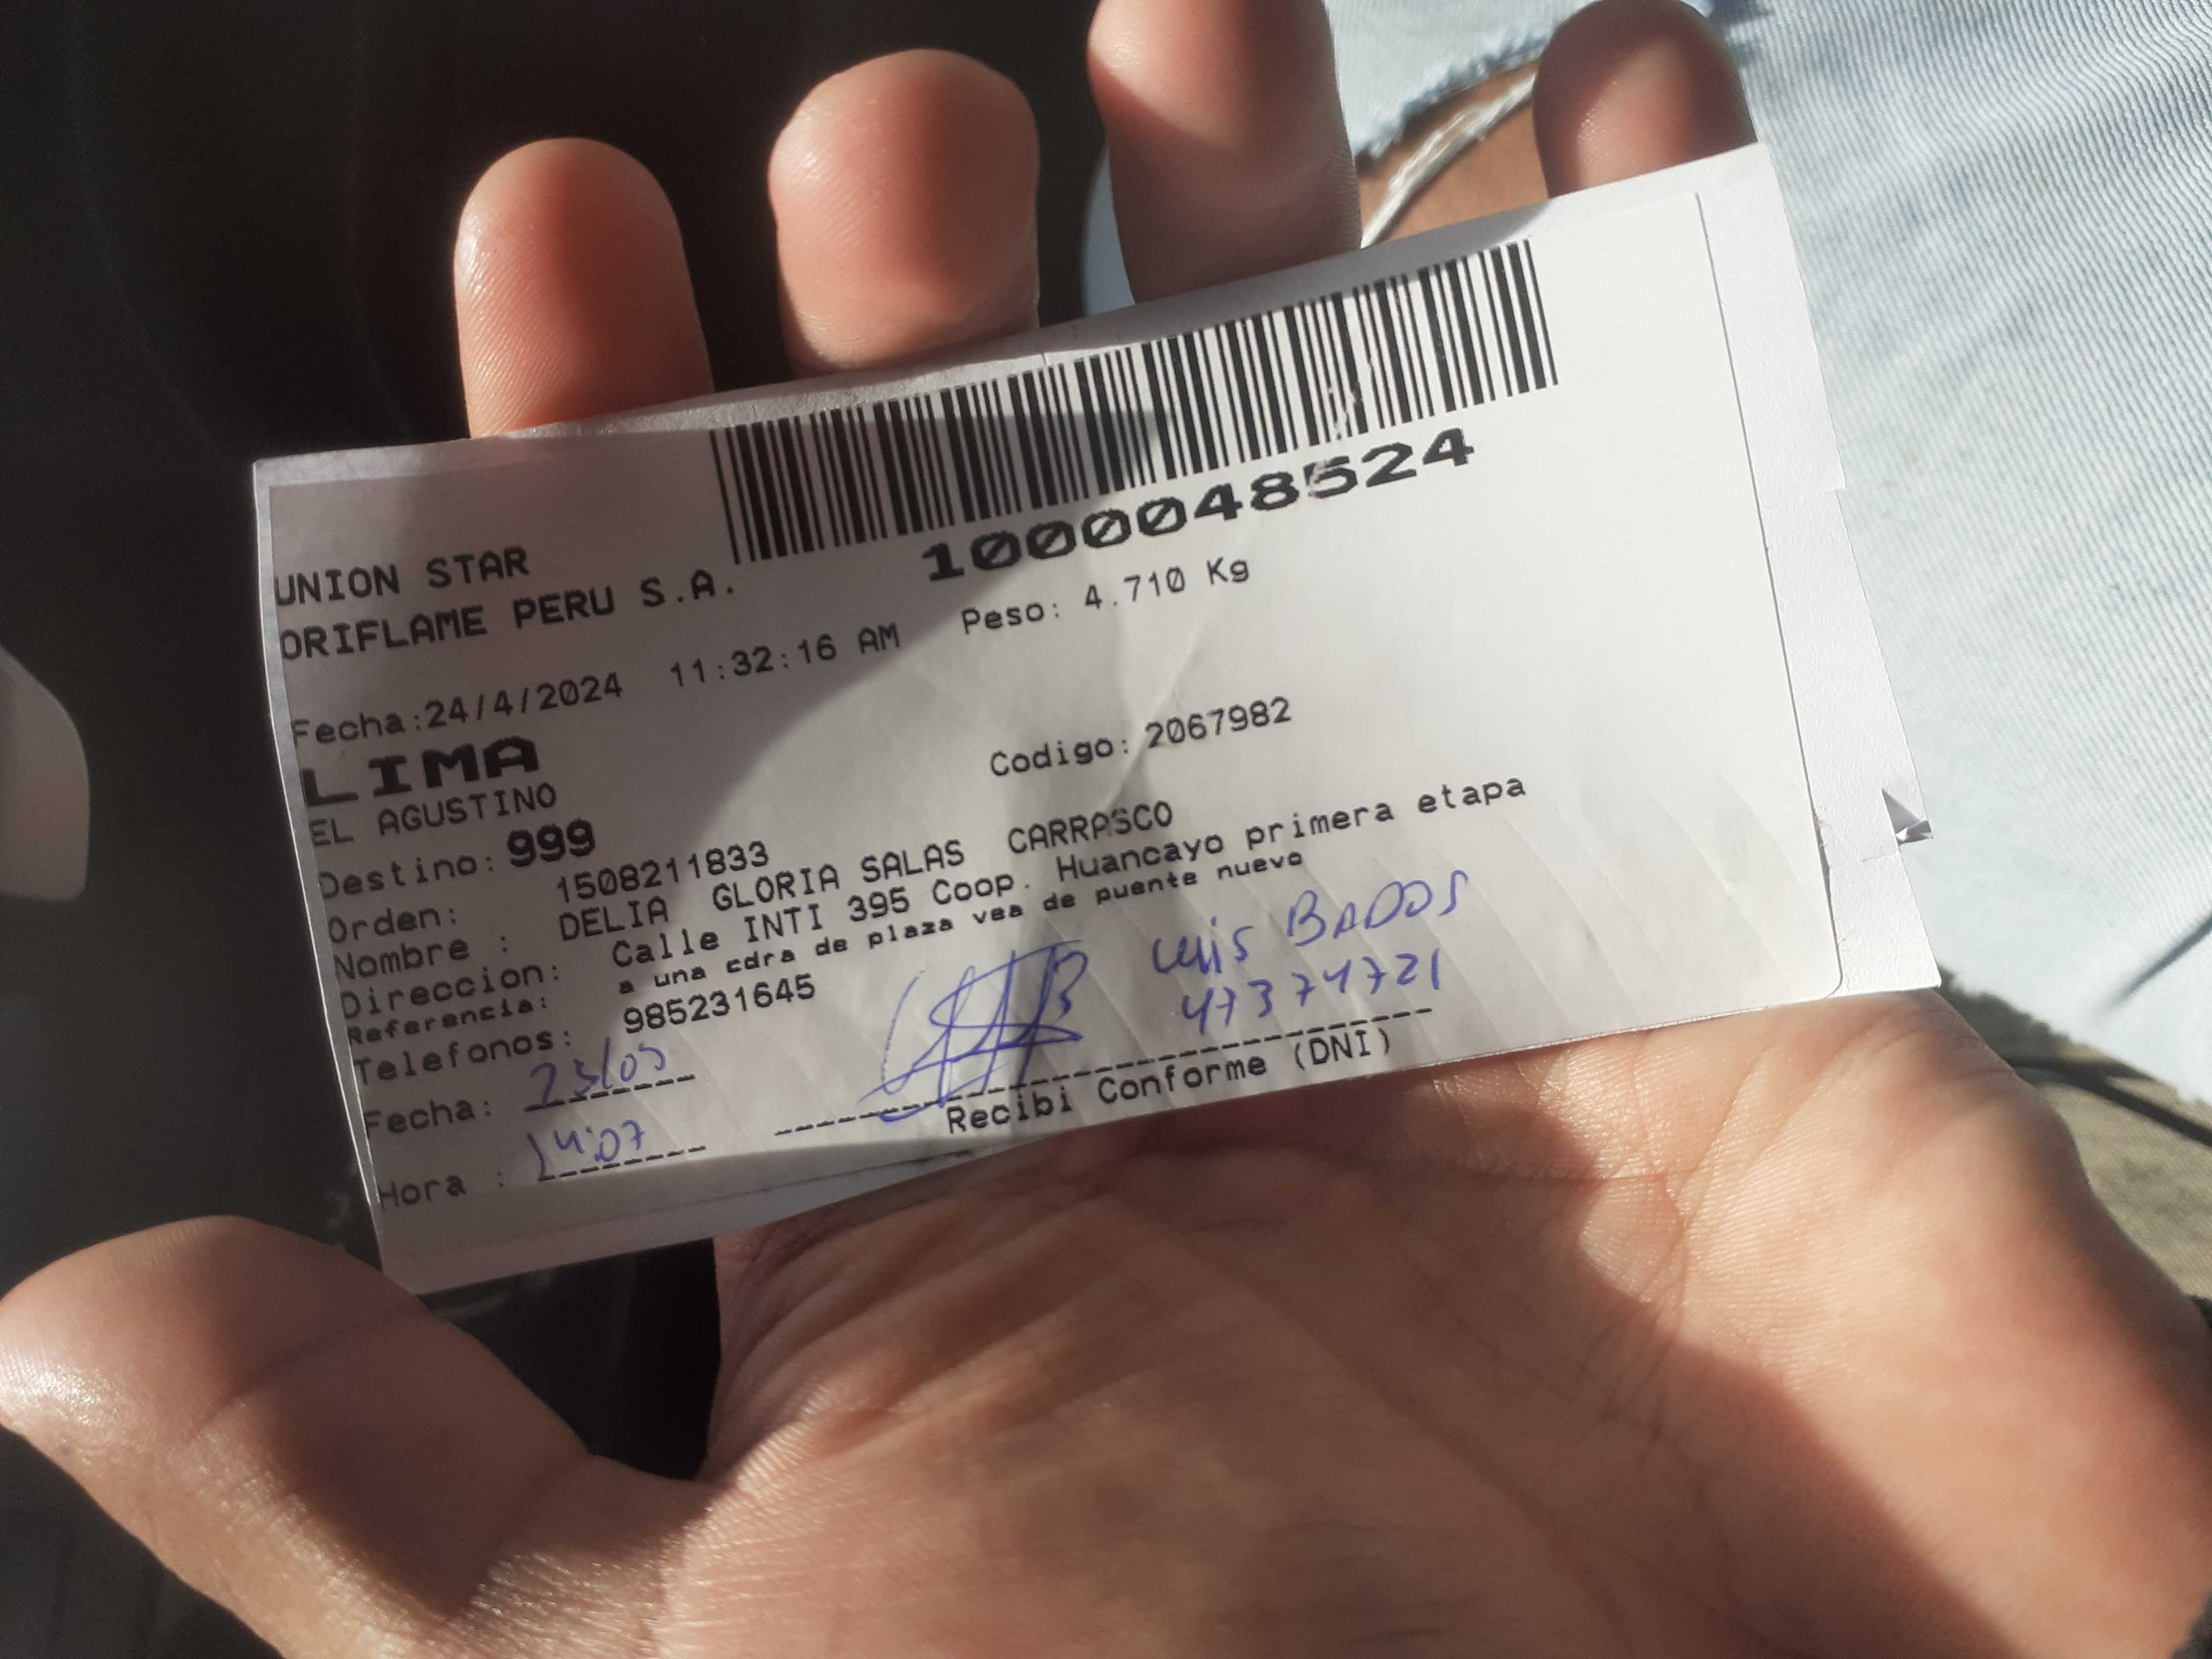 1000048524
UNION STAR
ORIFLAME PERU S.A.
Peso: 4.710 Kg
Fecha:24/4/2024 11:32:16 AM
LIMA
EL AGUSTINO
Codigo: 2067982
Destino: 999
Orden: 1508211833
Nombre : DELIA GLORIA SALAS CARRASCO
Direccion: Calle INTI 395 Coop. Huancayo primera etapa
Referencia: a una cdra de plaza vea de puente nuevo
Telefonos: 985231645
Luis BADOS
47374721
Fecha:
Recibi Conforme (DNI)
Hora : 14:07